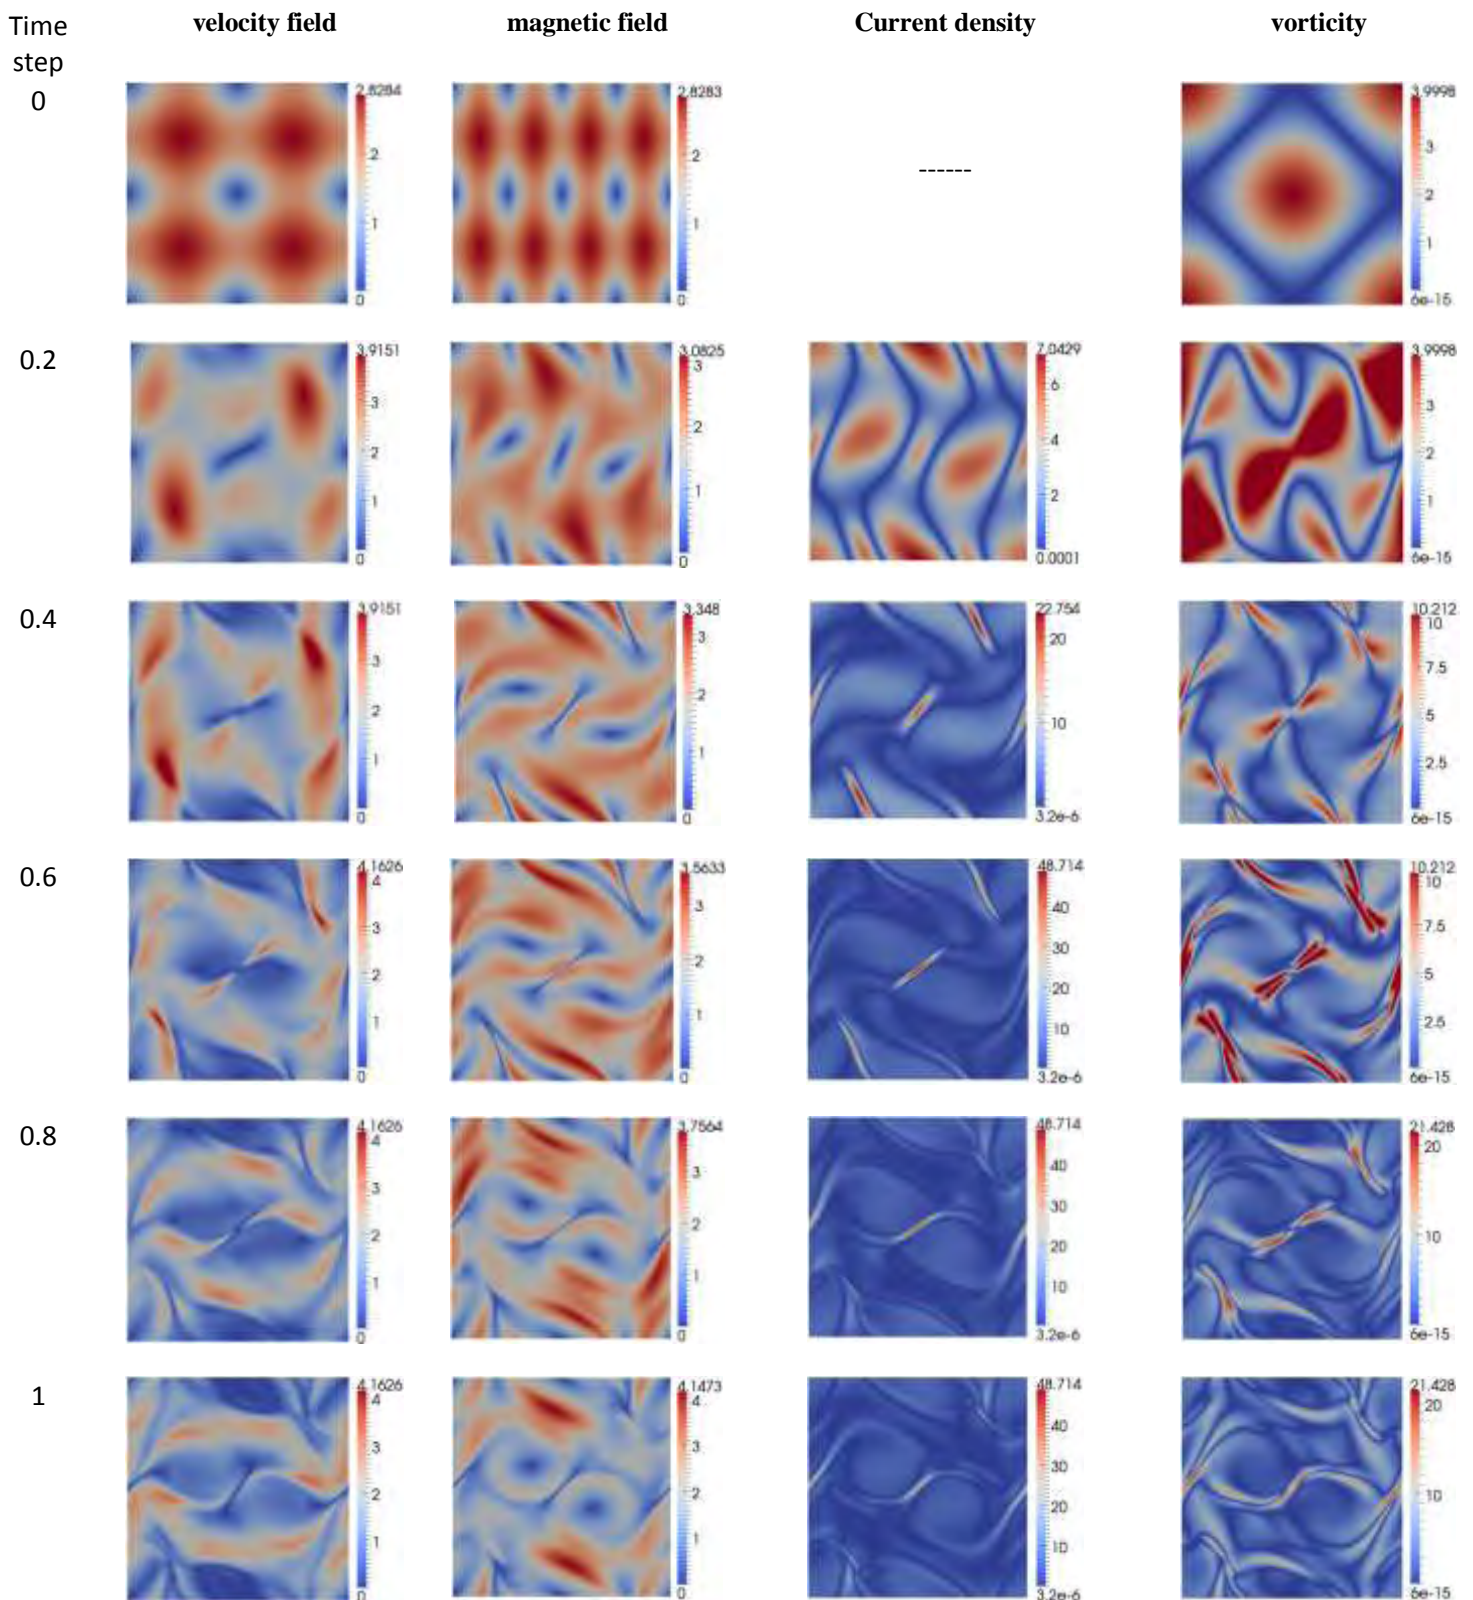 Time step velocity field magnetic field Current density vorticity
0
2.8284 2 1 0
2.8283 2 1 0
------
3.9998 3 2 1 6e-15
0.2
3.9151 3 2 1 0
3.0825 3 2 1 0
7.0429 6 4 2 0.0001
3.9998 3 2 1 6e-15
0.4
3.9151 3 2 1 0
3.348 3 2 1 0
22.754 20 10 3.2e-6
10.212 10 7.5 5 2.5 6e-15
0.6
4.1626 4 3 2 1 0
3.5633 3 2 1 0
48.714 40 30 20 10 3.2e-6
10.212 10 7.5 5 2.5 6e-15
0.8
4.1626 4 3 2 1 0
3.7564 3 2 1 0
48.714 40 30 20 10 3.2e-6
21.428 20 10 6e-15
1
4.1626 4 3 2 1 0
4.1473 4 3 2 1 0
48.714 40 30 20 10 3.2e-6
21.428 20 10 6e-15